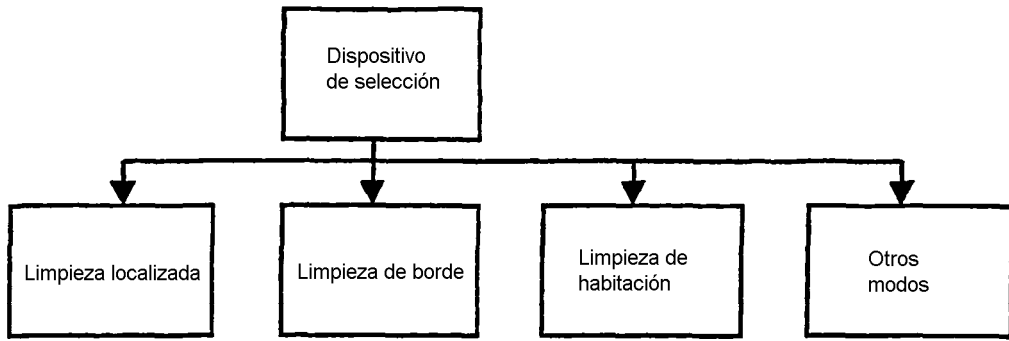 Dispositivo
de selección
Limpieza localizada
Limpieza de borde
Limpieza de
habitación
Otros
modos